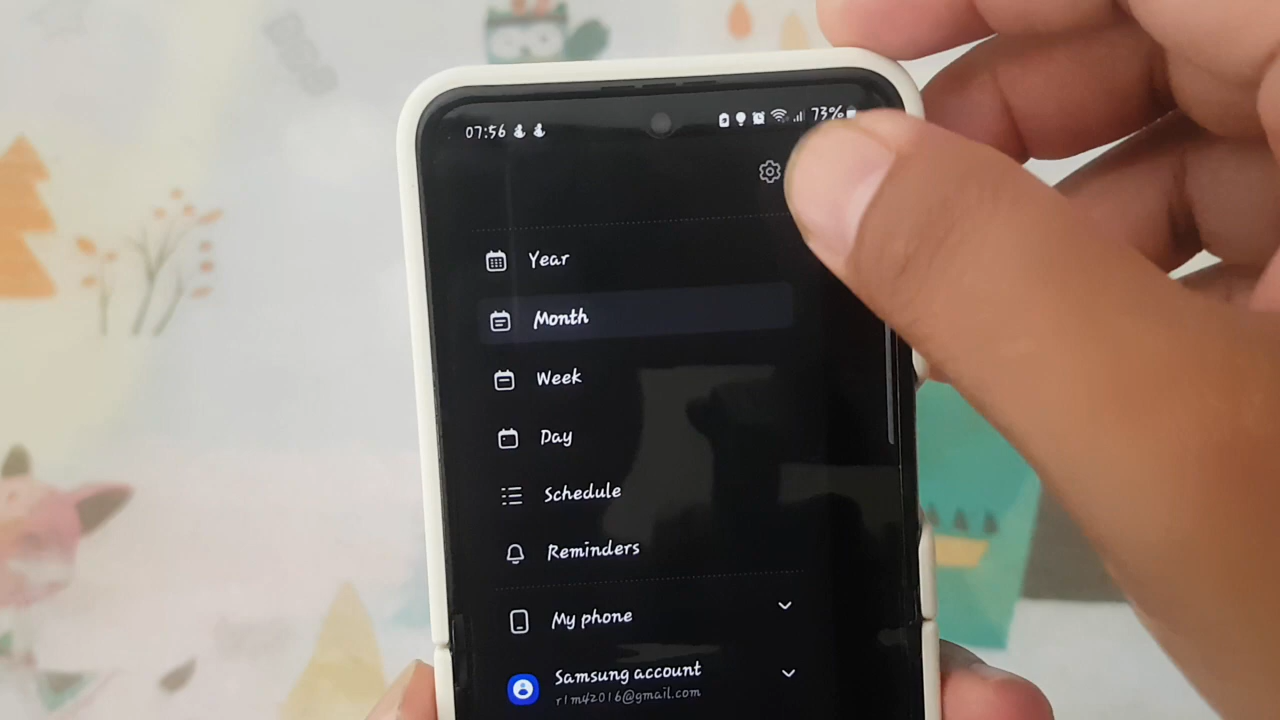 07:56
73%
Year
Month
Week
Day
Schedule
Reminders
My phone
Samsung account
r1m42016@gmail.com